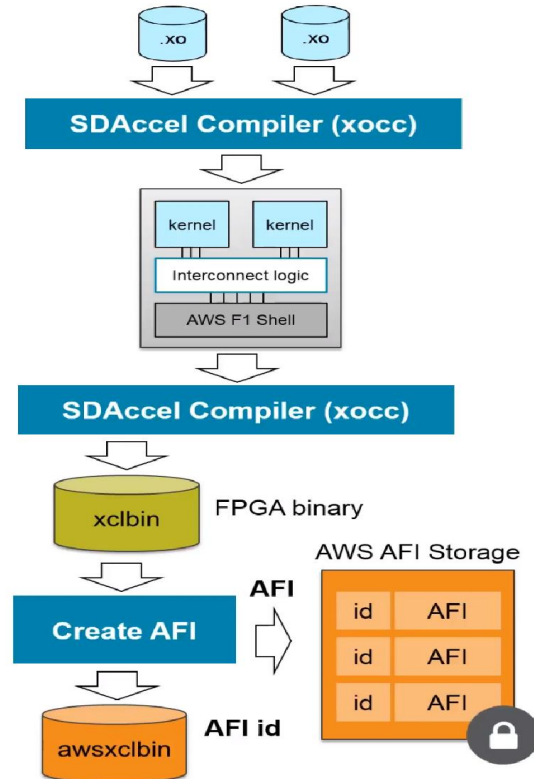 .xo
.xo
SDAccel Compiler (xocc)
kernel
kernel
Interconnect logic
AWS F1 Shell
SDAccel Compiler (xocc)
xclbin
FPGA binary
AWS AFI Storage
AFI
id AFI
Create AFI
id AFI
id AFI
AFI id
awsxclbin